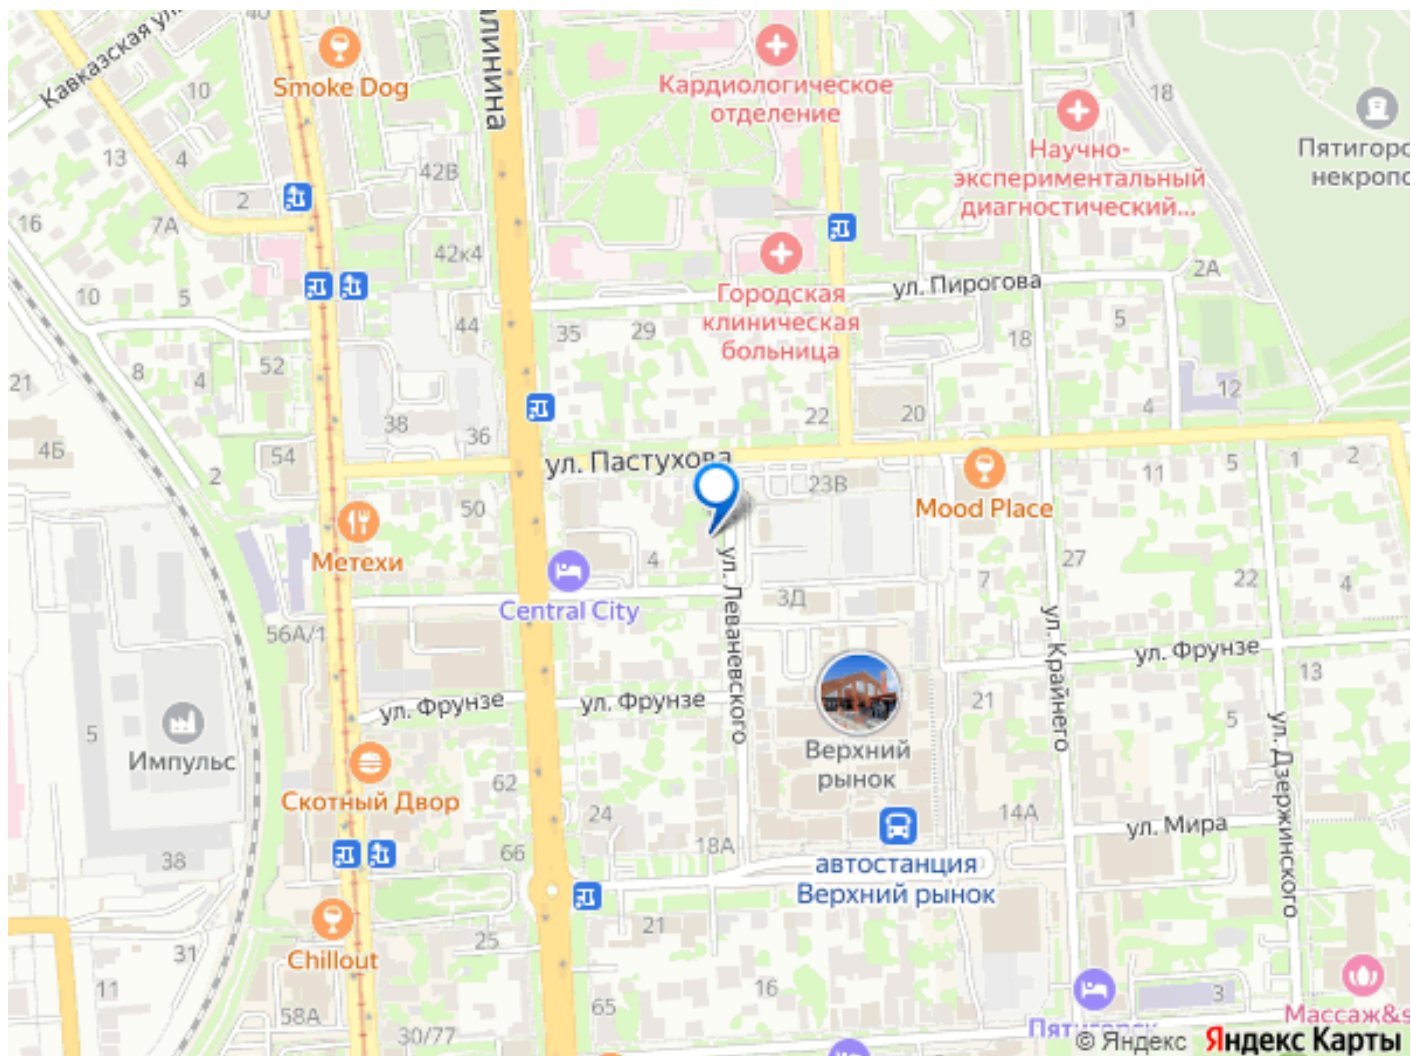 Кавказская ул.
Smoke Dog
10
13
4
2
7А
16
10
5
21
8
4
52
4Б
2
54
алинина
42В
42к4
44
38
36
50
Кардиологическое
отделение
1
18
Научно-
экспериментальный
диагностический...
Пятигорс
некропо
Городская
клиническая
больница
35
29
ул. Пирогова
2А
5
18
12
4
22
20
ул. Пастухова
23В
Mood Place
11
5
1
2
Метехи
4
Central City
ул. Леваневского
3Д
7
27
22
4
56А/1
ул. Крайнего
ул. Фрунзе
ул. Фрунзе
ул. Фрунзе
13
21
5
Верхний
рынок
5
Импульс
Скотный Двор
62
24
66
18А
14А
ул. Мира
ул. Дзержинского
автостанция
Верхний рынок
38
Chillout
25
21
31
11
58А
30/77
65
16
3
Пятигорск
Массаж&s
© Яндекс Яндекс Карты